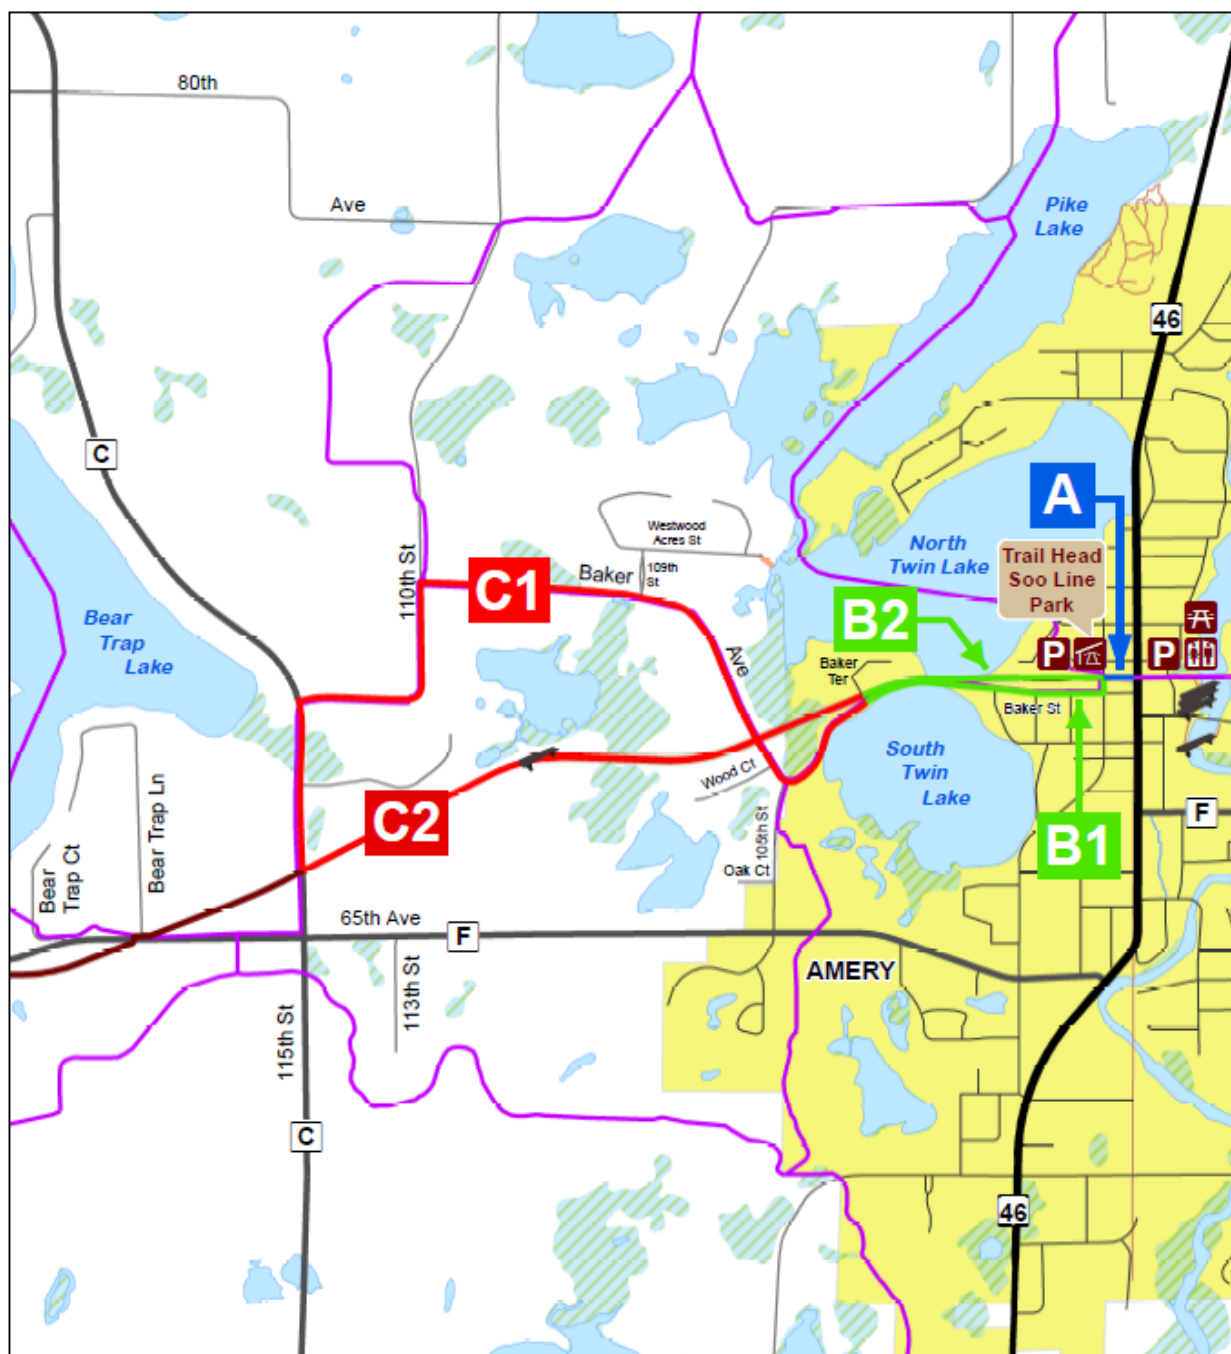 80th
Ave
Pike
Lake
46
C
110th St
Westwood
Acres St
Baker
109th
St
C1
Ave
A
North
Twin Lake
Trail Head
Soo Line
Park
B2
P
P
Bear
Trap
Lake
Baker
Ter
Baker St
South
Twin
Lake
Wood Ct
C2
B1
F
105th St
Oak Ct
Bear
Trap Ct
Bear Trap Ln
65th Ave
F
AMERY
113th St
115th St
C
46